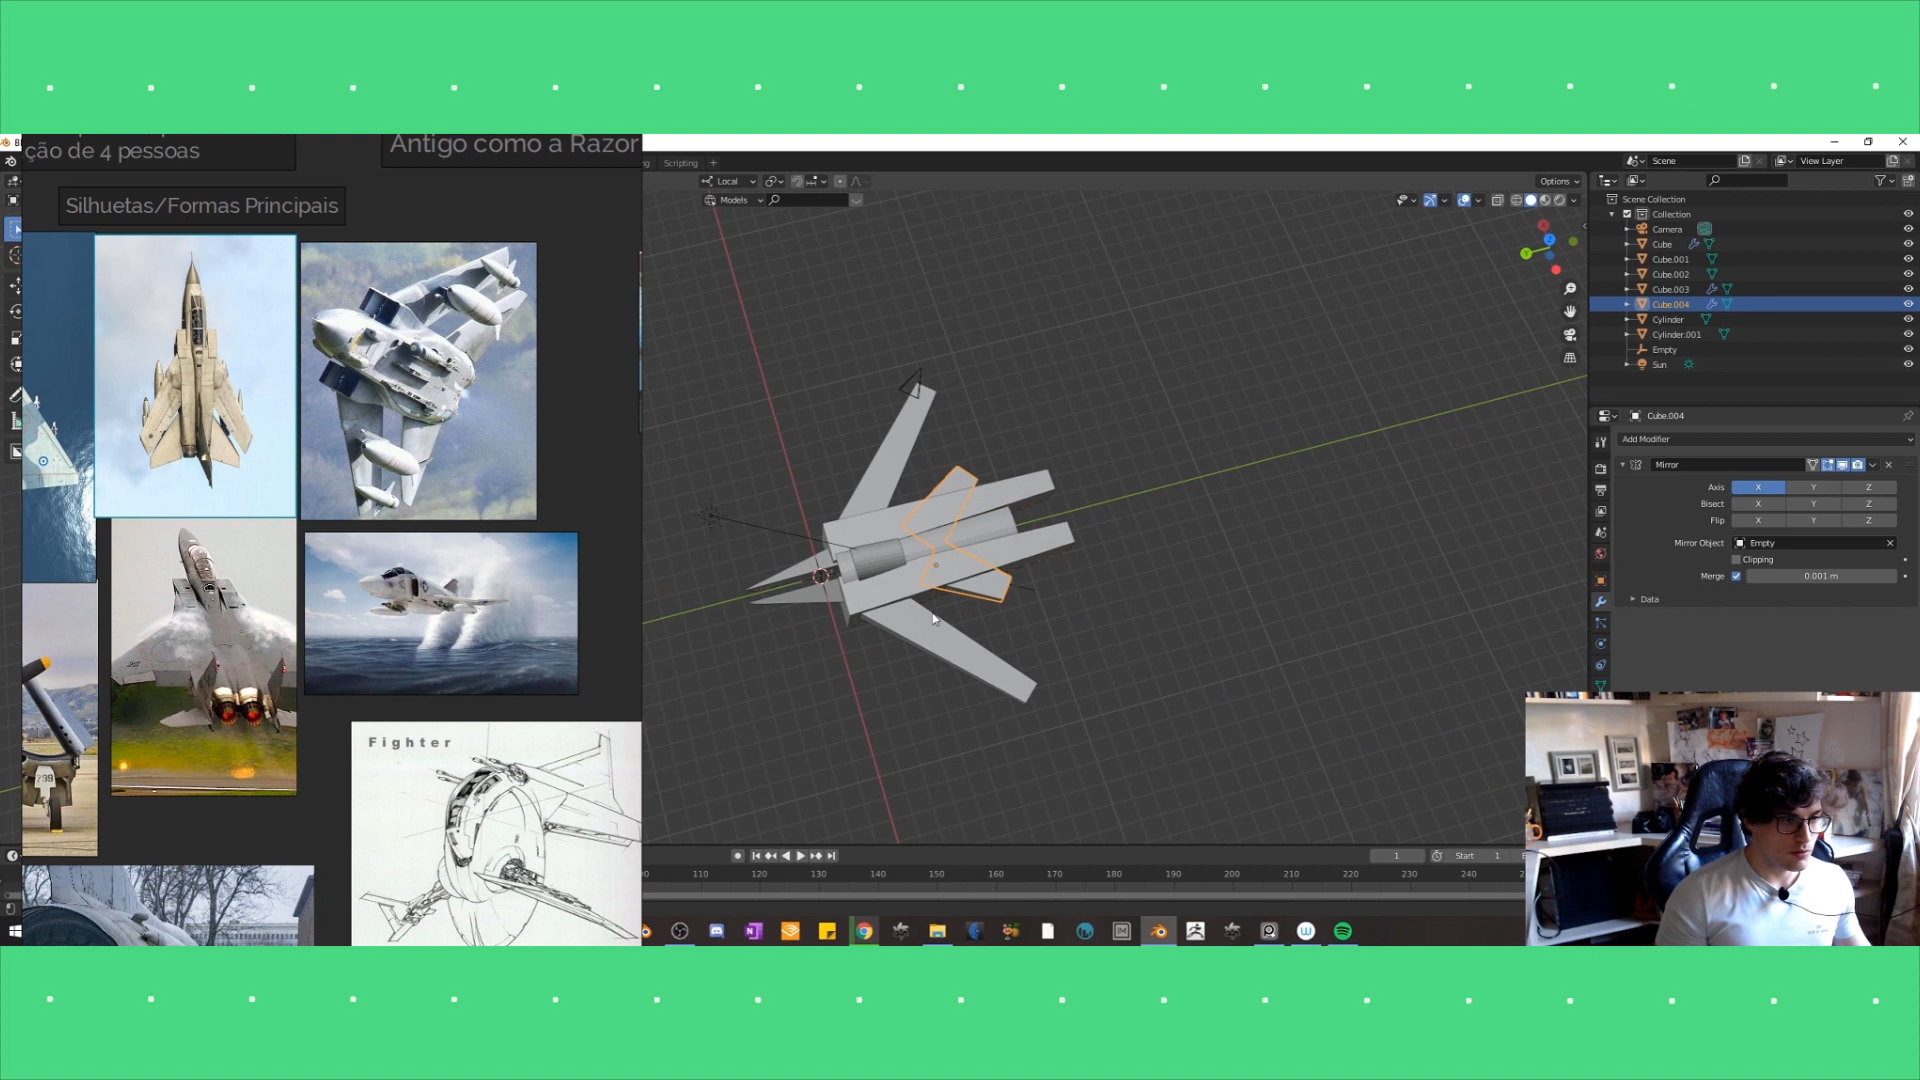 ção de 4 pessoas
Antigo como a Razor
Silhuetas/Formas Principais
Fighter
799
Scripting
+
Scene
View Layer
Local
Options
Models
Scene Collection
Collection
Camera
Cube
Cube.001
Cube.002
Cube.003
Cube.004
Cylinder
Cylinder.001
Empty
Sun
Cube.004
Add Modifier
Mirror
Axis X Y Z
Bisect X Y Z
Flip X Y Z
Mirror Object Empty
Clipping
Merge 0.001 m
Data
1
Start 1
110 120 130 140 150 160 170 180 190 200 210 220 230 240